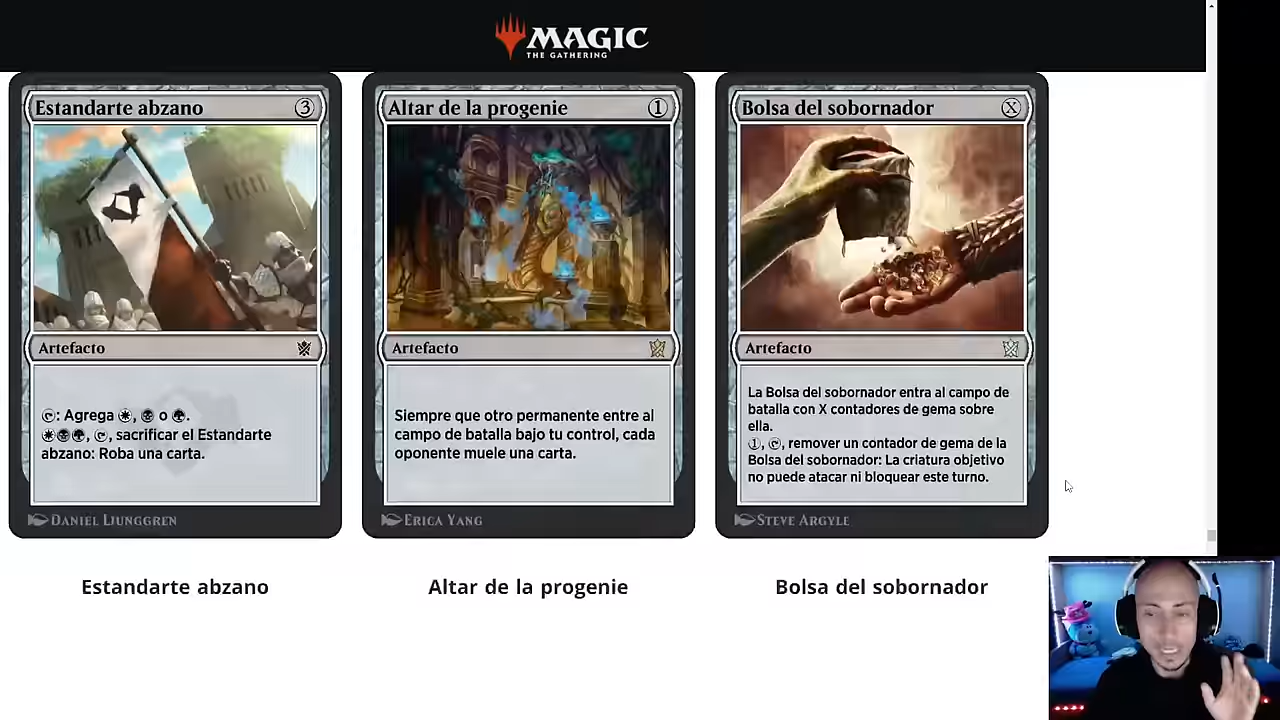 MAGIC
THE GATHERING
Estandarte abzano 3
Artefacto
: Agrega , o .
, , sacrificar el Estandarte
abzano: Roba una carta.
DANIEL LJUNGGREN
Estandarte abzano
Altar de la progenie 1
Artefacto
Siempre que otro permanente entre al
campo de batalla bajo tu control, cada
oponente muele una carta.
ERICA YANG
Altar de la progenie
Bolsa del sobornador X
Artefacto
La Bolsa del sobornador entra al campo de
batalla con X contadores de gema sobre
ella.
1, , remover un contador de gema de la
Bolsa del sobornador: La criatura objetivo
no puede atacar ni bloquear este turno.
STEVE ARGYLE
Bolsa del sobornador